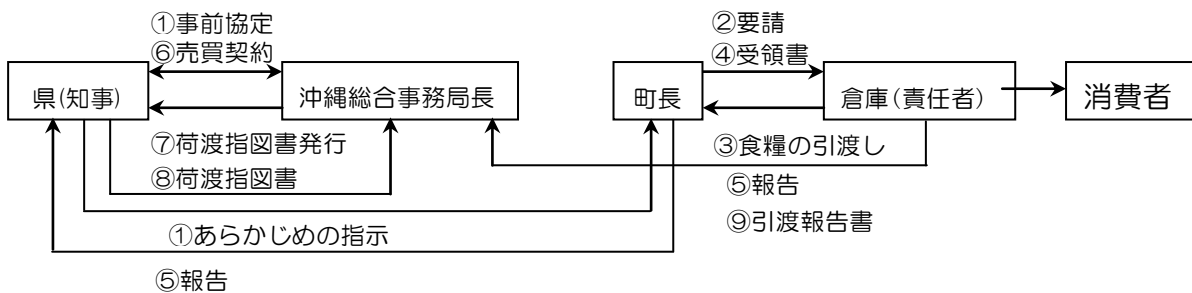 ①事前協定
⑥売買契約
②要請
④受領書
県(知事)
沖縄総合事務局長
町長
倉庫(責任者)
消費者
⑦荷渡指図書発行
⑧荷渡指図書
③食糧の引渡し
⑤報告
⑨引渡報告書
①あらかじめの指示
⑤報告